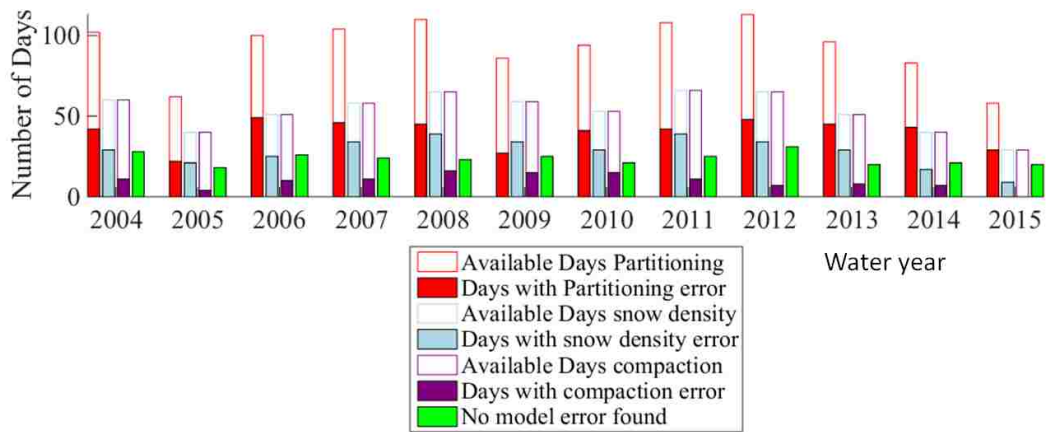 Number of Days
100
50
0
2004 2005 2006 2007 2008 2009 2010 2011 2012 2013 2014 2015
Water year
Available Days Partitioning
Days with Partitioning error
Available Days snow density
Days with snow density error
Available Days compaction
Days with compaction error
No model error found